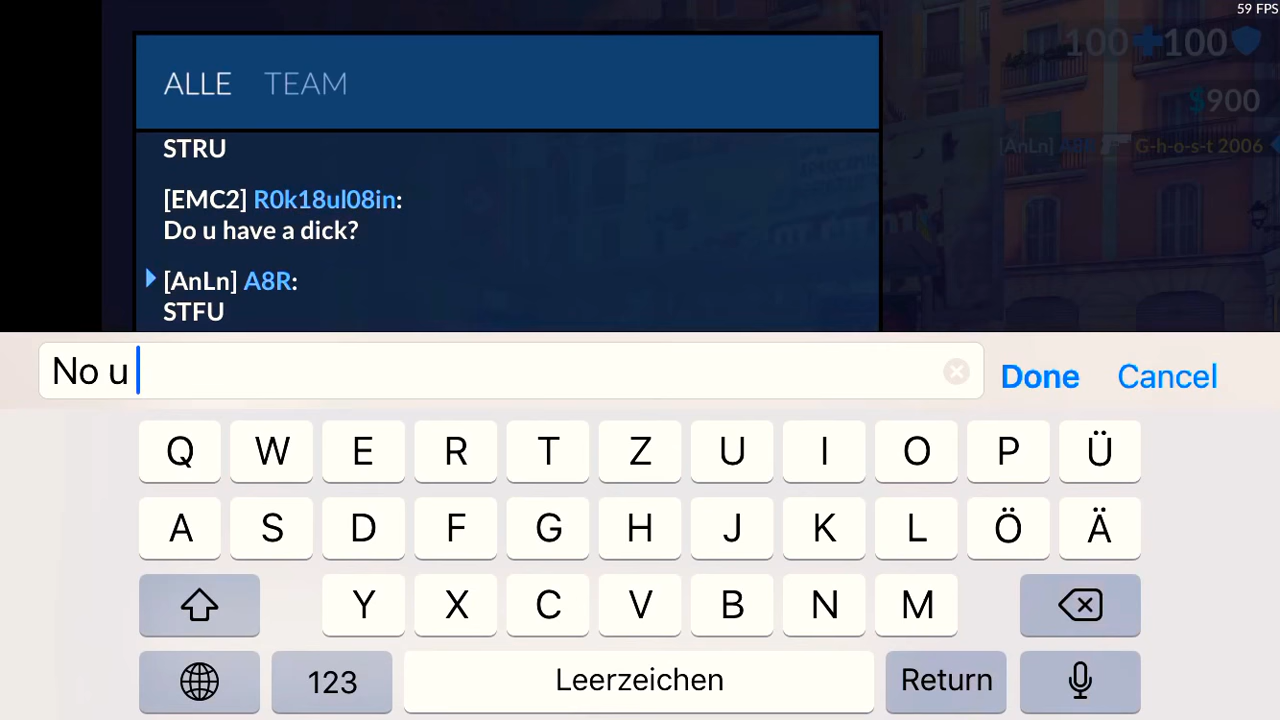 59 FPS
100 100
$900
ALLE TEAM
STRU
[EMC2] R0k18ul08in:
Do u have a dick?
[AnLn] A8R:
STFU
[AnLn] G-h-o-s-t 2006
No u
Done Cancel
Q W E R T Z U I O P Ü
A S D F G H J K L Ö Ä
Y X C V B N M
123 Leerzeichen Return